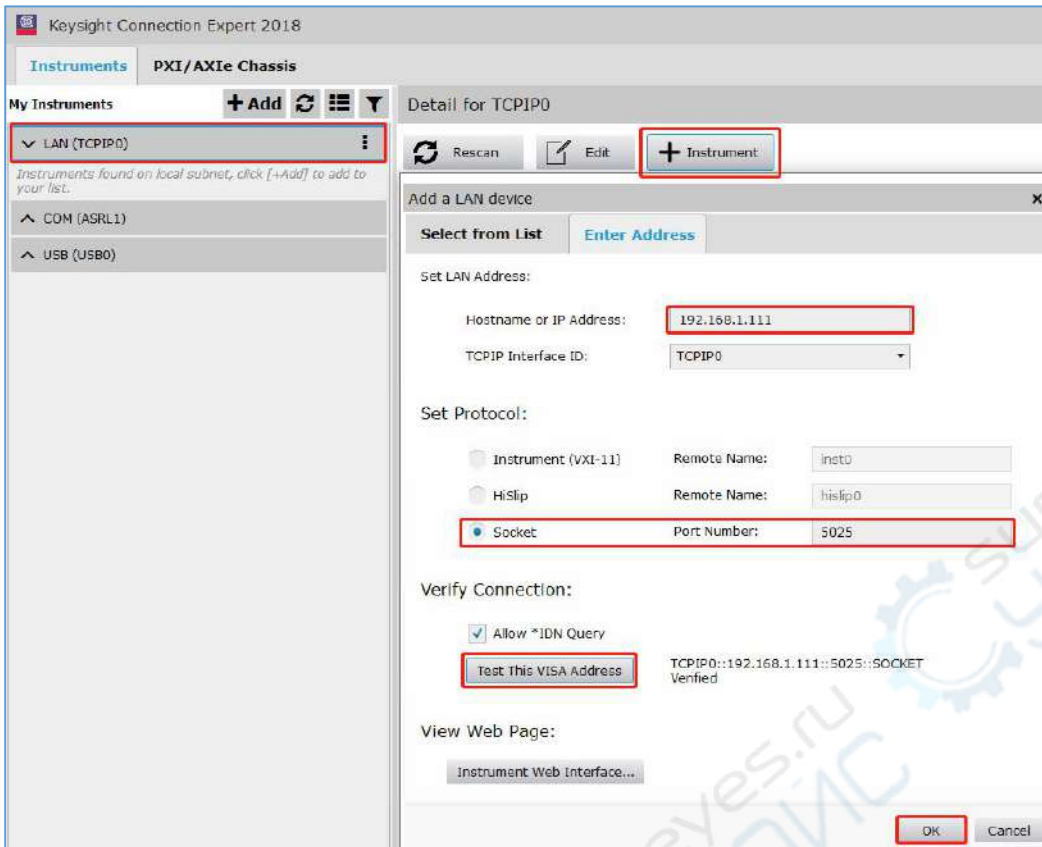 Keysight Connection Expert 2018
Instruments PXI/AXIe Chassis
My Instruments + Add
LAN (TCPIP0)
Instruments found on local subnet, click [+Add] to add to
your list.
COM (ASRL1)
USB (USB0)
Detail for TCPIP0
Rescan Edit + Instrument
Add a LAN device x
Select from List Enter Address
Set LAN Address:
Hostname or IP Address: 192.168.1.111
TCPIP Interface ID: TCPIP0
Set Protocol:
Instrument (VXI-11) Remote Name: inst0
HiSlip Remote Name: hislip0
Socket Port Number: 5025
Verify Connection:
Allow *IDN Query
Test This VISA Address TCPIP0::192.168.1.111::5025::SOCKET
Verified
View Web Page:
Instrument Web Interface...
OK Cancel